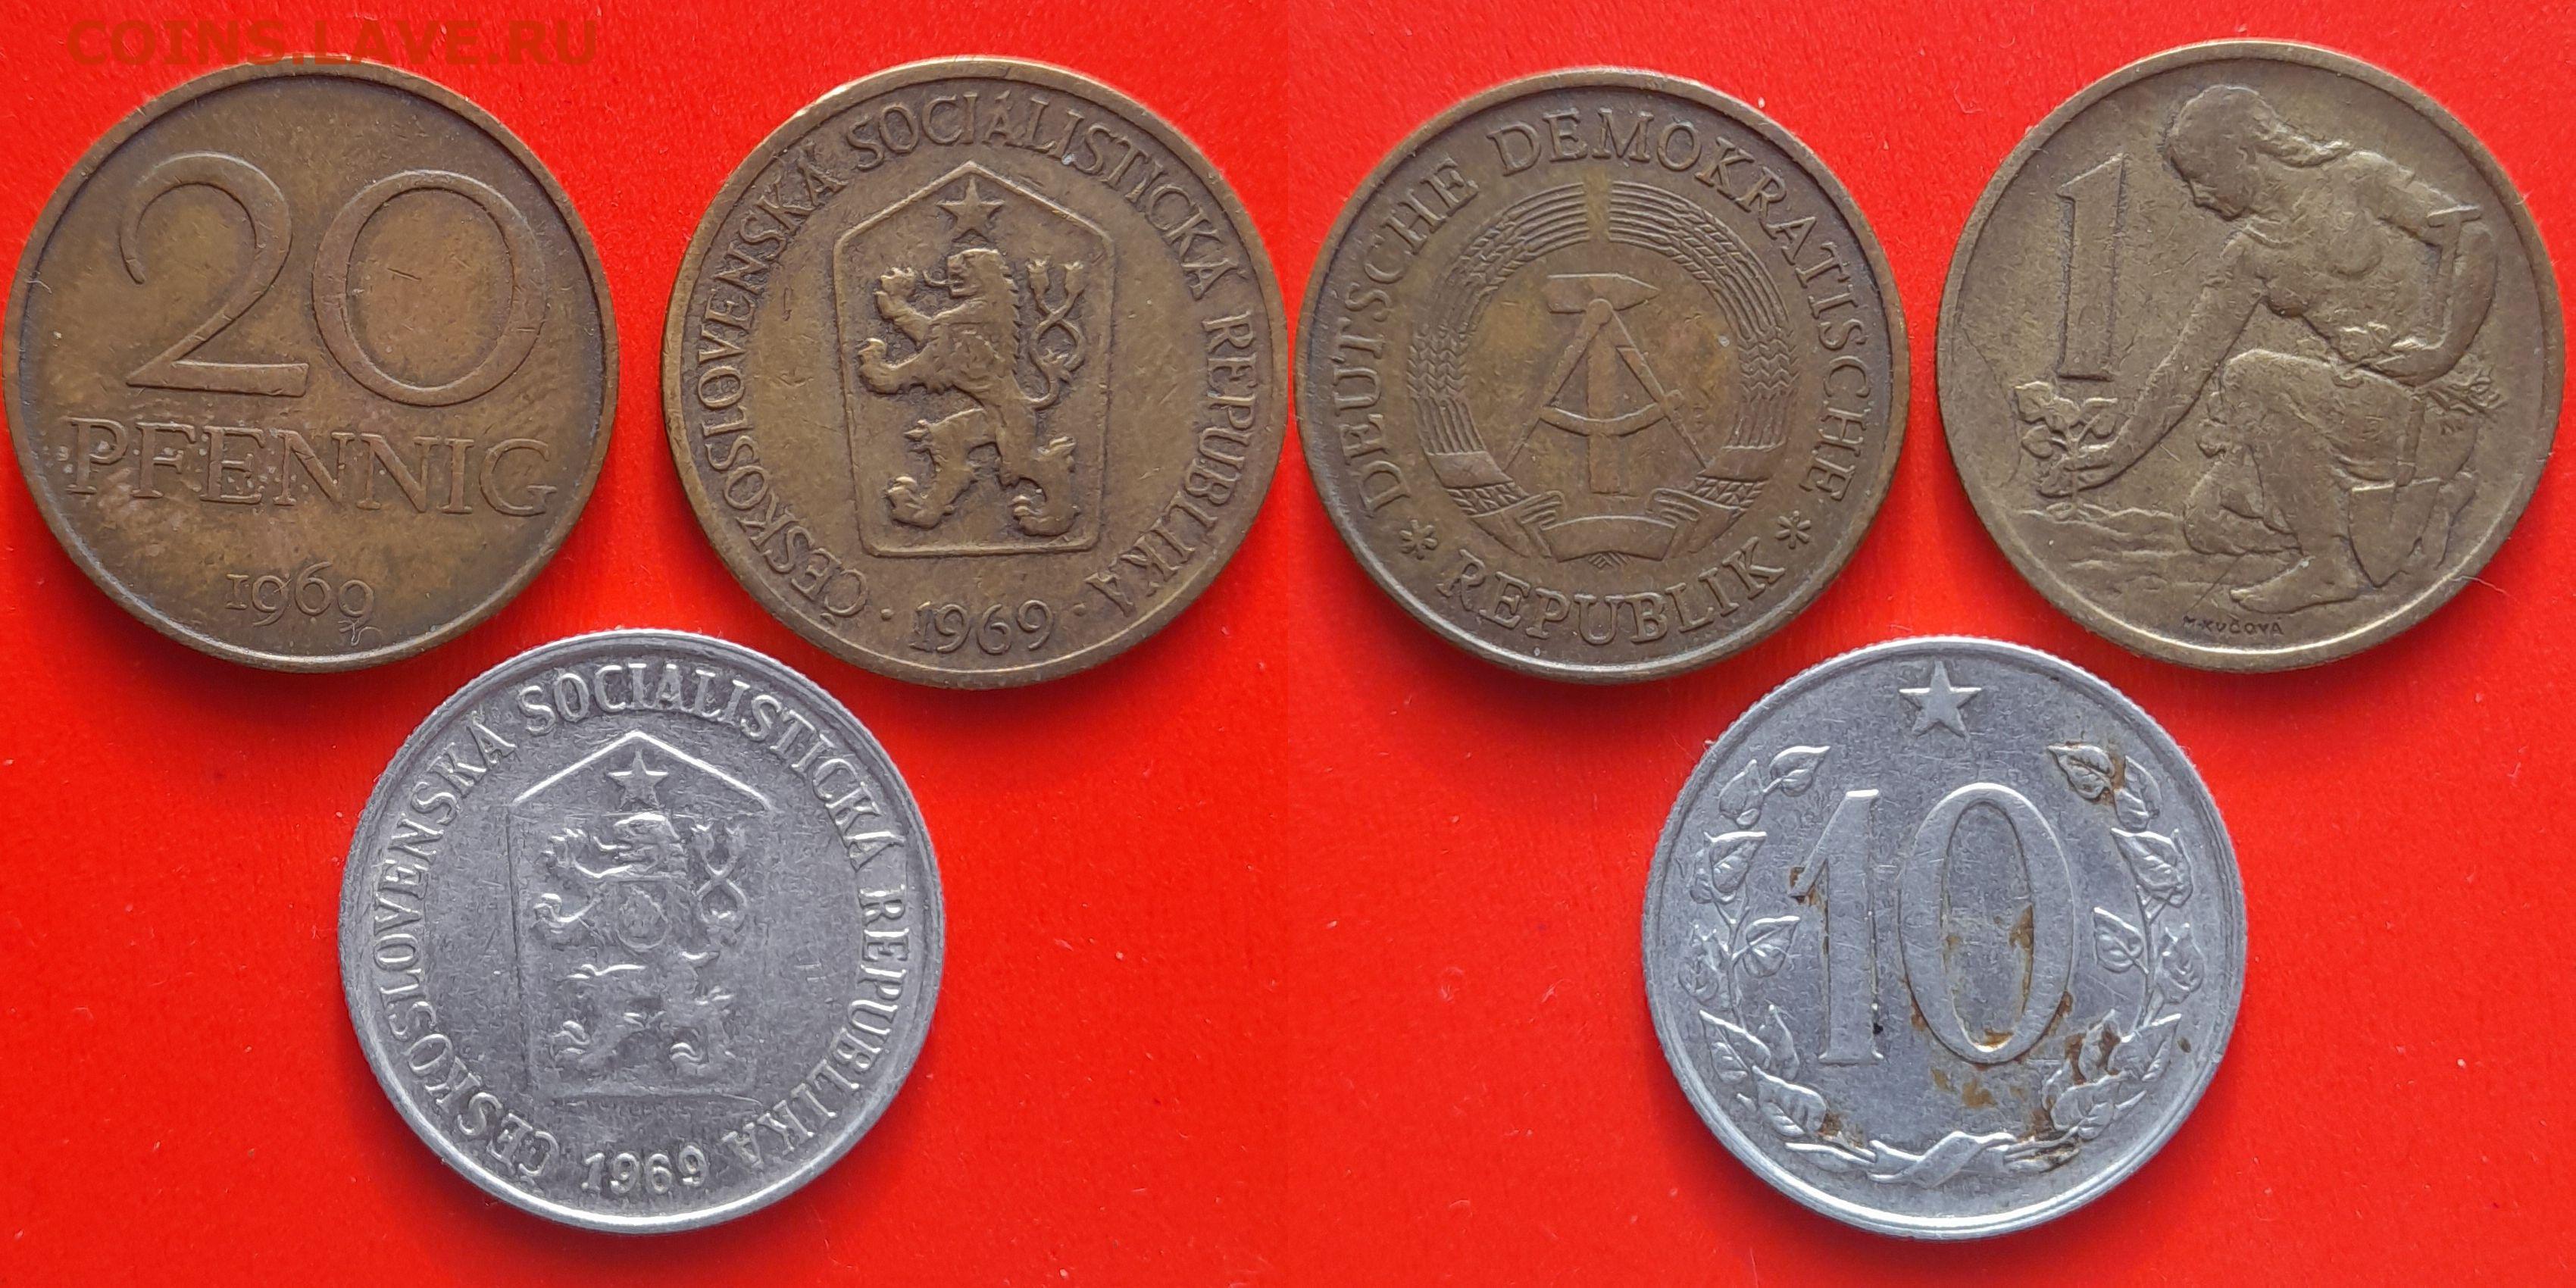 COINS.LAVE.RU
20
PFENNIG
1969
ČESKOSLOVENSKÁ SOCIALISTICKÁ REPUBLIKA
· 1969 ·
DEUTSCHE DEMOKRATISCHE
* REPUBLIK *
1
M·KUČOVA
ČESKOSLOVENSKÁ SOCIALISTICKÁ REPUBLIKA
1969
10